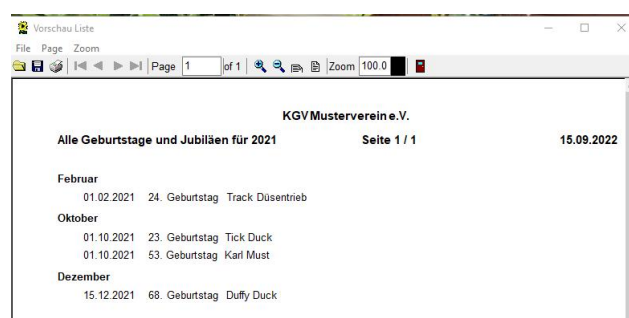 Vorschau Liste
File Page Zoom
Page 1 of 1 Zoom 100.0
KGV Musterverein e.V.
Alle Geburtstage und Jubiläen für 2021 Seite 1 / 1 15.09.2022
Februar
01.02.2021 24. Geburtstag Track Düsentrieb
Oktober
01.10.2021 23. Geburtstag Tick Duck
01.10.2021 53. Geburtstag Karl Must
Dezember
15.12.2021 68. Geburtstag Duffy Duck